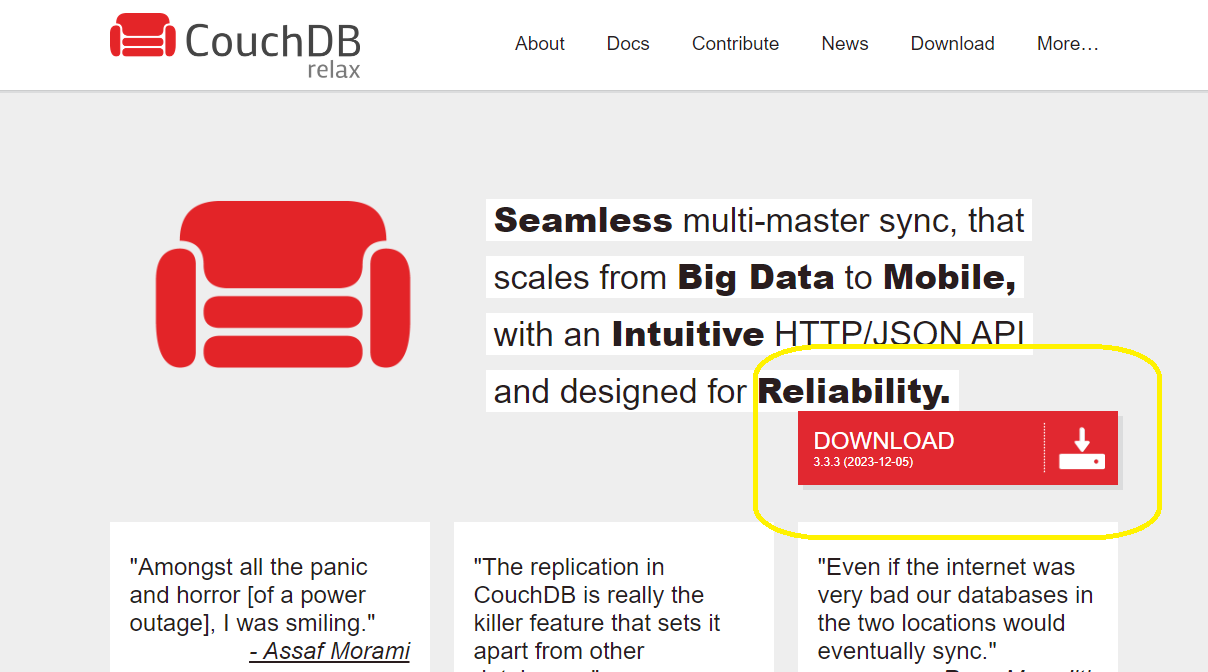 CouchDB
relax
About Docs Contribute News Download More…
Seamless multi-master sync, that
scales from Big Data to Mobile,
with an Intuitive HTTP/JSON API
and designed for Reliability.
DOWNLOAD
3.3.3 (2023-12-05)
"Amongst all the panic
and horror [of a power
outage], I was smiling."
- Assaf Morami
"The replication in
CouchDB is really the
killer feature that sets it
apart from other
"Even if the internet was
very bad our databases in
the two locations would
eventually sync."